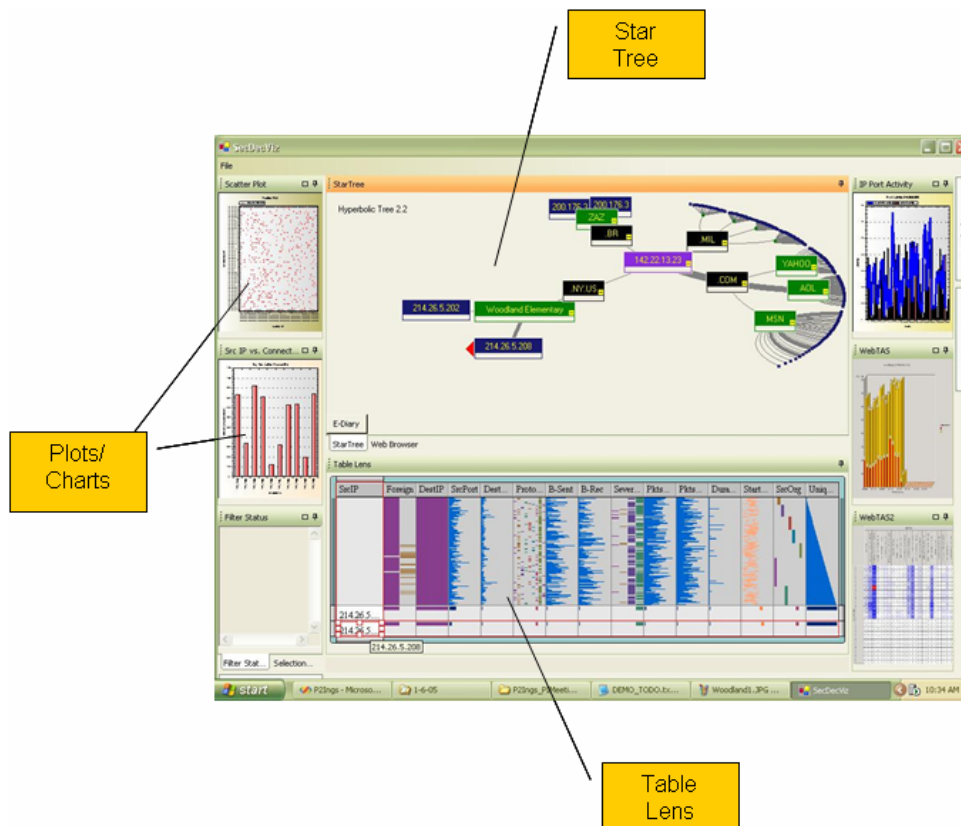 Star
Tree
SecDecViz
File
Scatter Plot
StarTree
IP Port Activity
Hyperbolic Tree 2.2
200.176.3
200.176.3
ZAZ
.BR
.MIL
142.22.13.23
YAHOO
.COM
AOL
.NY.US
MSN
214.26.5.202
Woodland Elementary
214.26.5.208
Src IP vs. Connect...
WebTAS
Plots/
Charts
E-Diary
StarTree
Web Browser
Table Lens
SrcIP
Foreign
DestIP
SrcPort
Dest...
Proto...
B-Sent
B-Rec
Sever...
Pkts...
Pkts...
Dura...
Start...
SrcOrg
Uniq...
Filter Status
WebTAS2
214.26.5...
214.26.5...
214.26.5.208
Filter Stat...
Selection...
start
P2Ings - Microso...
1-6-05
P2Ings_PIMeeti...
DEMO_TODO.tx...
Woodland1.JPG ...
SecDecViz
10:34 AM
Table
Lens